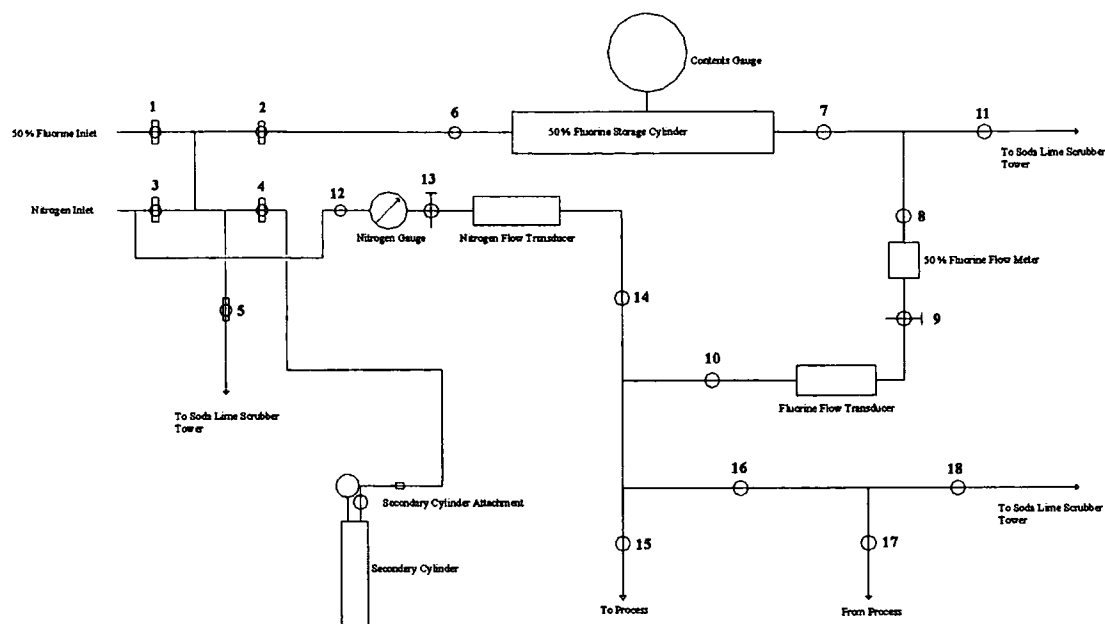 Contents Gauge
1
2
6
7
11
50% Fluorine Inlet
50% Fluorine Storage Cylinder
To Soda Lime Scrubber
Tower
3
4
12
13
Nitrogen Inlet
Nitrogen Gauge
Nitrogen Flow Transducer
8
50% Fluorine Flow Meter
5
14
9
10
To Soda Lime Scrubber
Tower
Fluorine Flow Transducer
16
18
Secondary Cylinder Attachment
To Soda Lime Scrubber
Tower
15
17
Secondary Cylinder
To Process
From Process